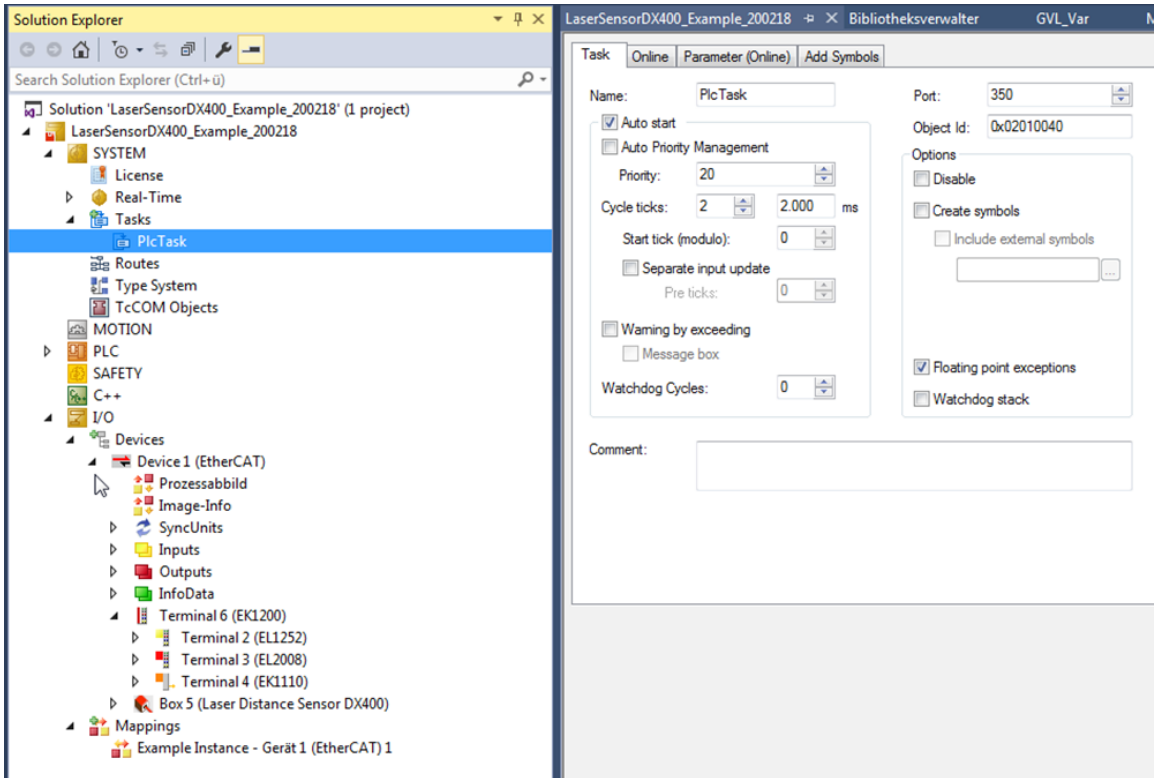 Solution Explorer
Search Solution Explorer (Ctrl+ü)
Solution 'LaserSensorDX400_Example_200218' (1 project)
LaserSensorDX400_Example_200218
SYSTEM
License
Real-Time
Tasks
PlcTask
Routes
Type System
TcCOM Objects
MOTION
PLC
SAFETY
C++
I/O
Devices
Device 1 (EtherCAT)
Prozessabbild
Image-Info
SyncUnits
Inputs
Outputs
InfoData
Terminal 6 (EK1200)
Terminal 2 (EL1252)
Terminal 3 (EL2008)
Terminal 4 (EK1110)
Box 5 (Laser Distance Sensor DX400)
Mappings
Example Instance - Gerät 1 (EtherCAT) 1
LaserSensorDX400_Example_200218 Bibliotheksverwalter GVL_Var
Task Online Parameter (Online) Add Symbols
Name: PlcTask
Auto start
Auto Priority Management
Priority: 20
Cycle ticks: 2 2.000 ms
Start tick (modulo): 0
Separate input update
Pre ticks: 0
Warning by exceeding
Message box
Watchdog Cycles: 0
Port: 350
Object Id: 0x02010040
Options
Disable
Create symbols
Include external symbols
...
Floating point exceptions
Watchdog stack
Comment: